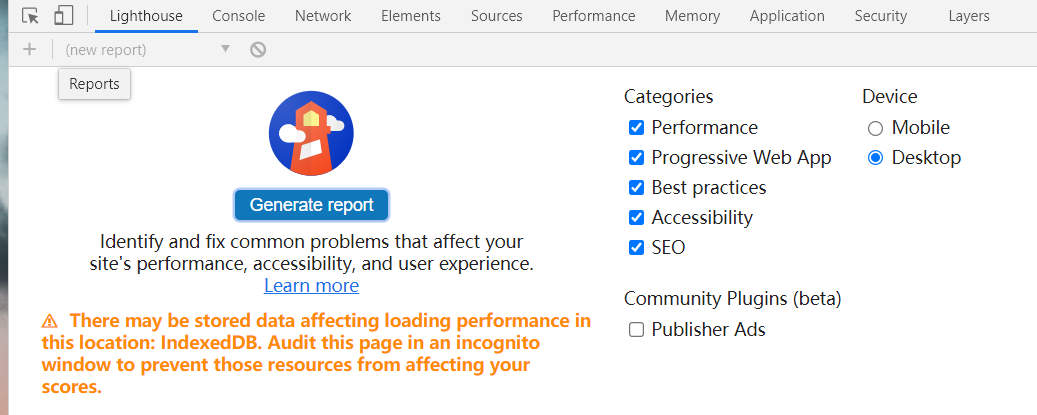 Lighthouse Console Network Elements Sources Performance Memory Application Security Layers
(new report)
Reports
Generate report
Identify and fix common problems that affect your
site's performance, accessibility, and user experience.
Learn more
There may be stored data affecting loading performance in
this location: IndexedDB. Audit this page in an incognito
window to prevent those resources from affecting your
scores.
Categories
Performance
Progressive Web App
Best practices
Accessibility
SEO
Community Plugins (beta)
Publisher Ads
Device
Mobile
Desktop